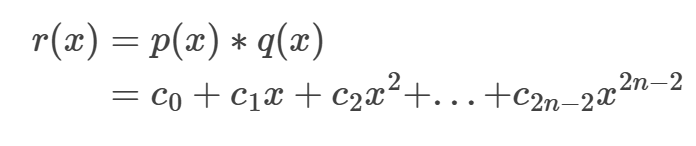 r(x) = p(x) * q(x)
= c₀ + c₁x + c₂x² + . . . + c₂ₙ₋₂x²ⁿ⁻²